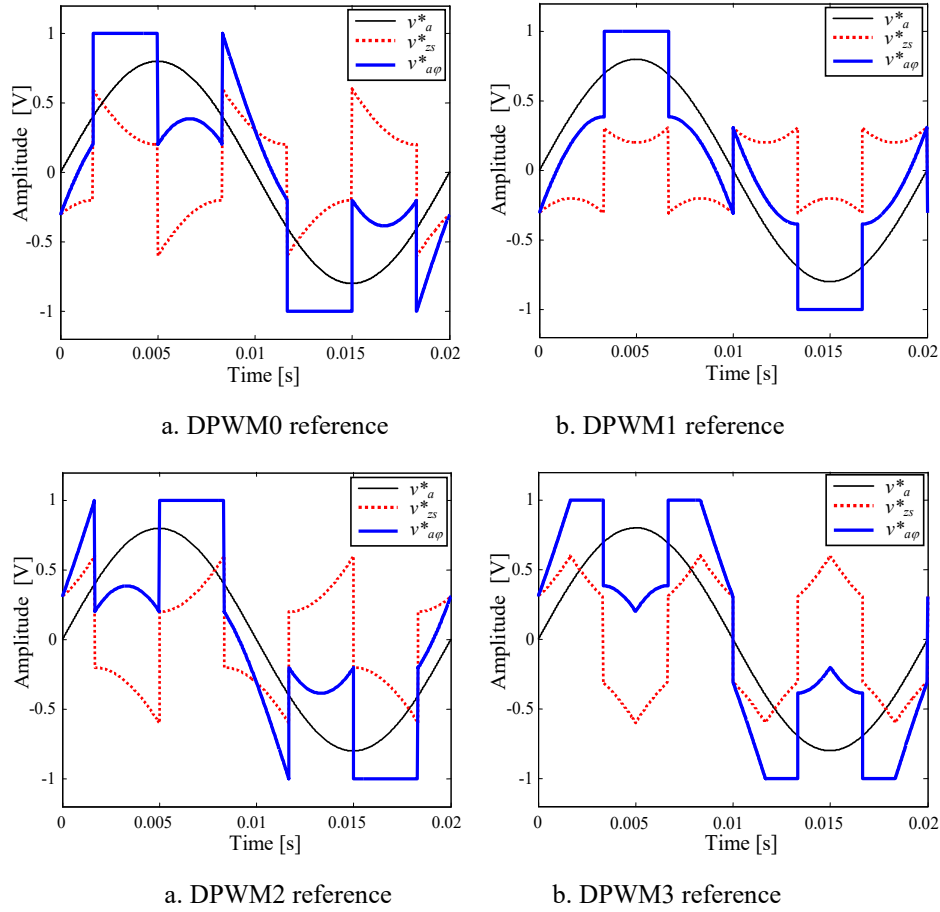 Amplitude [V]
1
0.5
0
-0.5
-1
v*a
v*zs
v*aφ
0
0.005
0.01
0.015
0.02
Time [s]
a. DPWM0 reference
Amplitude [V]
1
0.5
0
-0.5
-1
v*a
v*zs
v*aφ
0
0.005
0.01
0.015
0.02
Time [s]
b. DPWM1 reference
Amplitude [V]
1
0.5
0
-0.5
-1
v*a
v*zs
v*aφ
0
0.005
0.01
0.015
0.02
Time [s]
a. DPWM2 reference
Amplitude [V]
1
0.5
0
-0.5
-1
v*a
v*zs
v*aφ
0
0.005
0.01
0.015
0.02
Time [s]
b. DPWM3 reference